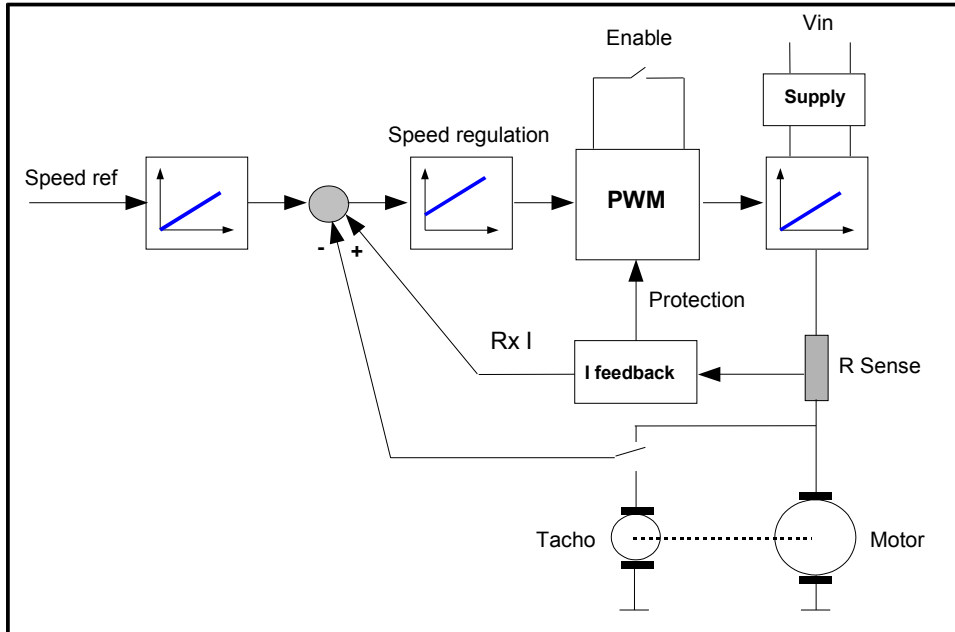 Enable
Vin
Supply
Speed regulation
Speed ref
PWM
- +
Protection
Rx I
I feedback
R Sense
Tacho
Motor